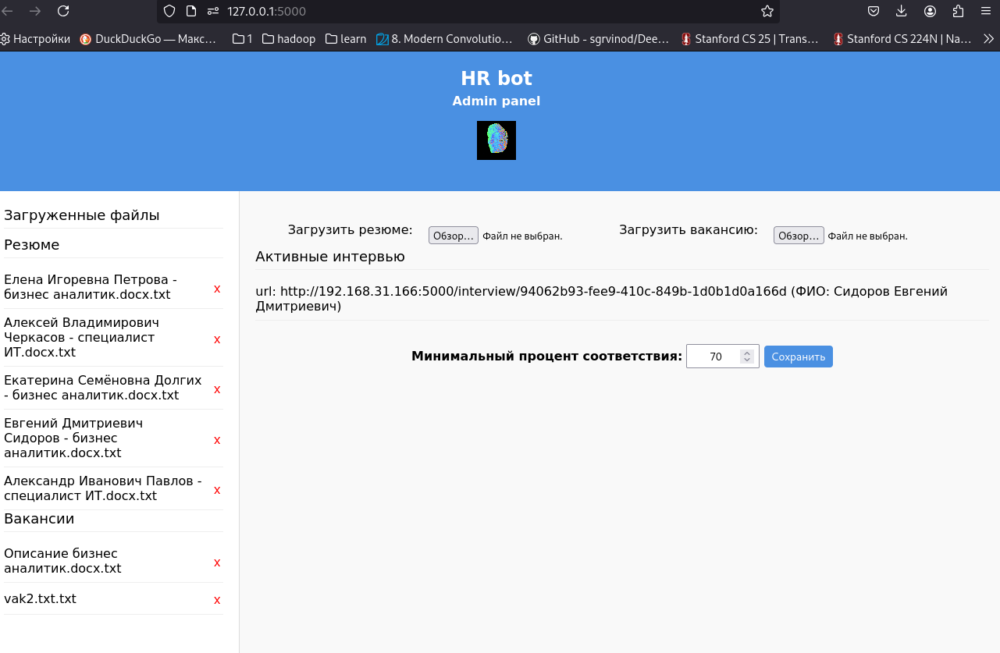 127.0.0.1:5000
Настройки
DuckDuckGo — Макс…
1
hadoop
learn
8. Modern Convolutio…
GitHub - sgrvinod/Dee…
Stanford CS 25 | Trans…
Stanford CS 224N | Na…
HR bot
Admin panel
Загруженные файлы
Резюме
Елена Игоревна Петрова -
бизнес аналитик.docx.txt
x
Алексей Владимирович
Черкасов - специалист
ИТ.docx.txt
x
Екатерина Семёновна Долгих
- бизнес аналитик.docx.txt
x
Евгений Дмитриевич
Сидоров - бизнес
аналитик.docx.txt
x
Александр Иванович Павлов -
специалист ИТ.docx.txt
x
Вакансии
Описание бизнес
аналитик.docx.txt
x
vak2.txt.txt
x
Загрузить резюме:
Обзор…
Файл не выбран.
Загрузить вакансию:
Обзор…
Файл не выбран.
Активные интервью
url: http://192.168.31.166:5000/interview/94062b93-fee9-410c-849b-1d0b1d0a166d (ФИО: Сидоров Евгений
Дмитриевич)
Минимальный процент соответствия:
70
Сохранить